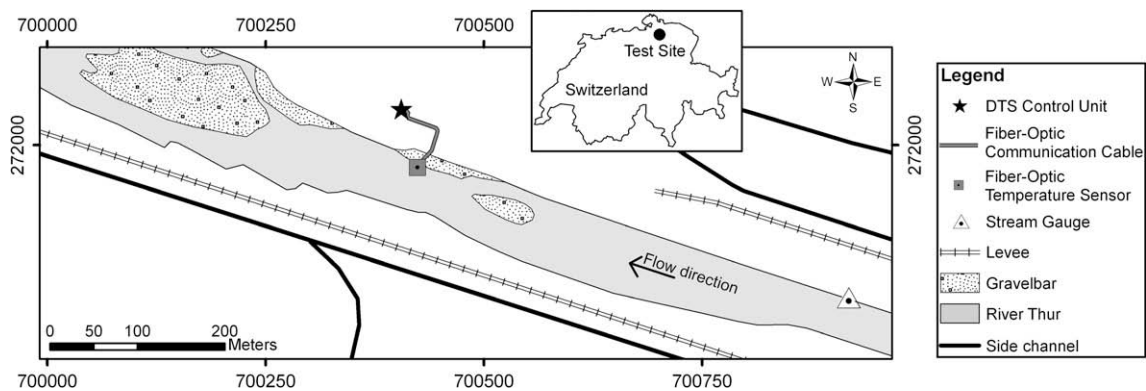 700000
700250
700500
Test Site
Switzerland
N
W
E
S
272000
272000
Flow direction
0
50
100
200
Meters
700000
700250
700500
700750
Legend
DTS Control Unit
Fiber-Optic
Communication Cable
Fiber-Optic
Temperature Sensor
Stream Gauge
Levee
Gravelbar
River Thur
Side channel